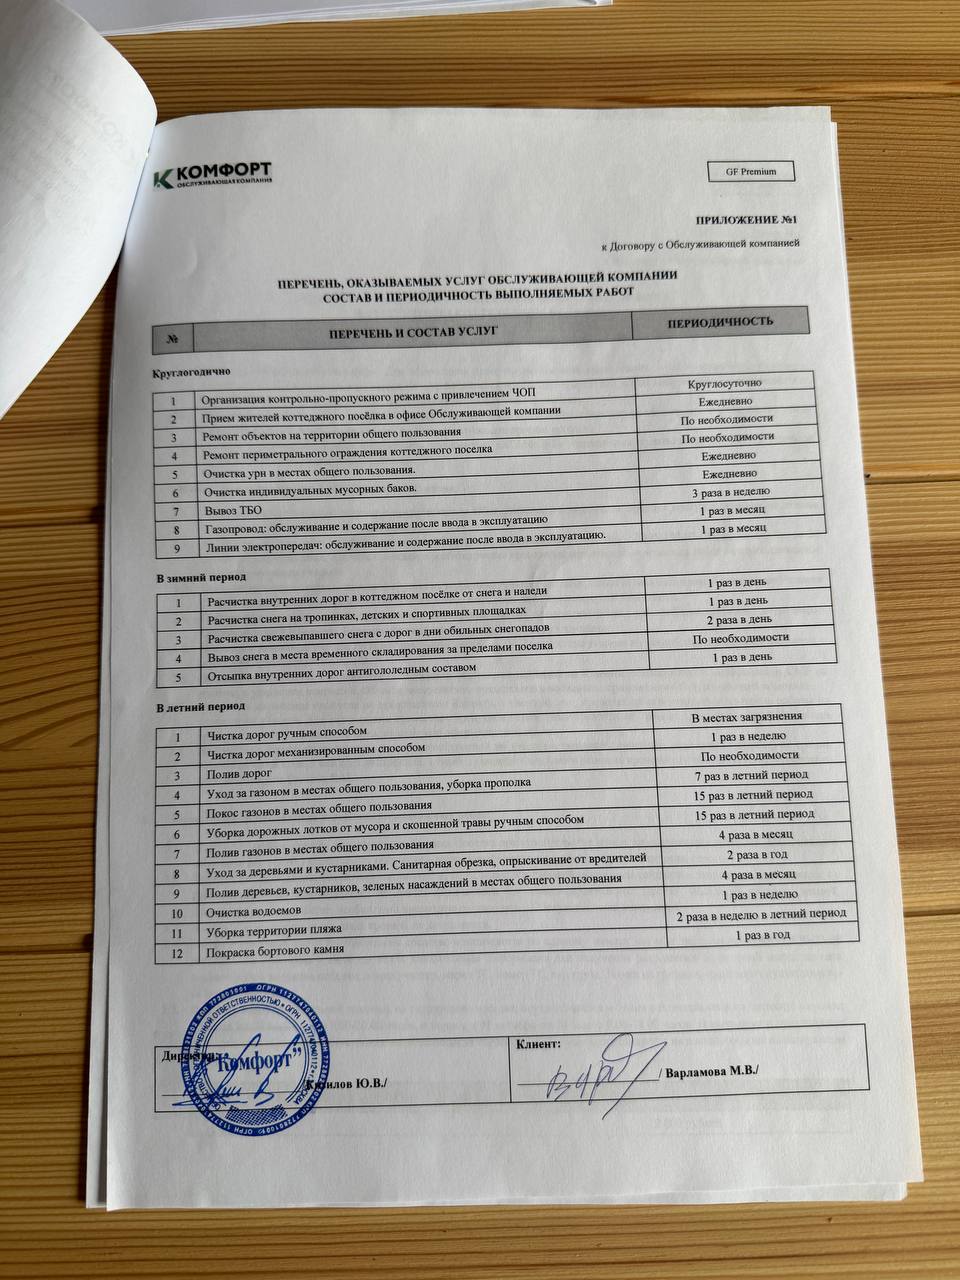 КОМФОРТ
ОБСЛУЖИВАЮЩАЯ КОМПАНИЯ
GF Premium
ПРИЛОЖЕНИЕ №1
к Договору с Обслуживающей компанией
ПЕРЕЧЕНЬ, ОКАЗЫВАЕМЫХ УСЛУГ ОБСЛУЖИВАЮЩЕЙ КОМПАНИИ
СОСТАВ И ПЕРИОДИЧНОСТЬ ВЫПОЛНЯЕМЫХ РАБОТ
№ ПЕРЕЧЕНЬ И СОСТАВ УСЛУГ ПЕРИОДИЧНОСТЬ
Круглогодично
1 Организация контрольно-пропускного режима с привлечением ЧОП Круглосуточно
2 Прием жителей коттеджного посёлка в офисе Обслуживающей компании Ежедневно
3 Ремонт объектов на территории общего пользования По необходимости
4 Ремонт периметрального ограждения коттеджного поселка По необходимости
5 Очистка урн в местах общего пользования. Ежедневно
6 Очистка индивидуальных мусорных баков. Ежедневно
7 Вывоз ТБО 3 раза в неделю
8 Газопровод: обслуживание и содержание после ввода в эксплуатацию 1 раз в месяц
9 Линии электропередач: обслуживание и содержание после ввода в эксплуатацию. 1 раз в месяц
В зимний период
1 Расчистка внутренних дорог в коттеджном посёлке от снега и наледи 1 раз в день
2 Расчистка снега на тропинках, детских и спортивных площадках 1 раз в день
3 Расчистка свежевыпавшего снега с дорог в дни обильных снегопадов 2 раза в день
4 Вывоз снега в места временного складирования за пределами поселка По необходимости
5 Отсыпка внутренних дорог антигололедным составом 1 раз в день
В летний период
1 Чистка дорог ручным способом В местах загрязнения
2 Чистка дорог механизированным способом 1 раз в неделю
3 Полив дорог По необходимости
4 Уход за газоном в местах общего пользования, уборка прополка 7 раз в летний период
5 Покос газонов в местах общего пользования 15 раз в летний период
6 Уборка дорожных лотков от мусора и скошенной травы ручным способом 15 раз в летний период
7 Полив газонов в местах общего пользования 4 раза в месяц
8 Уход за деревьями и кустарниками. Санитарная обрезка, опрыскивание от вредителей 2 раза в год
9 Полив деревьев, кустарников, зеленых насаждений в местах общего пользования 4 раза в месяц
10 Очистка водоемов 1 раз в неделю
11 Уборка территории пляжа 2 раза в неделю в летний период
12 Покраска бортового камня 1 раз в год
Клиент:
"Комфорт"
Ю.В./
/ Варламова М.В./